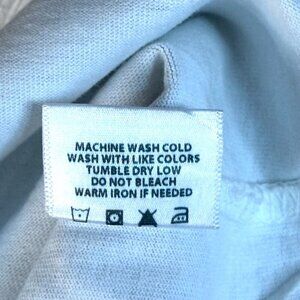 MACHINE WASH COLD
WASH WITH LIKE COLORS
TUMBLE DRY LOW
DO NOT BLEACH
WARM IRON IF NEEDED